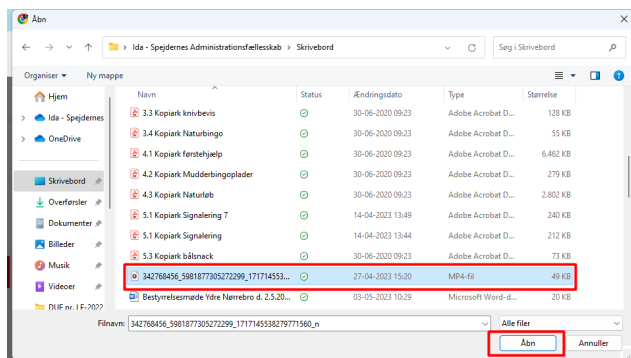 Åbn
Ida - Spejdernes Administrationsfællesskab > Skrivebord
Søg i Skrivebord
Organiser Ny mappe
Navn Status Ændringsdato Type Størrelse
Hjem
Ida - Spejdernes
OneDrive
Skrivebord
Overførsler
Dokumenter
Billeder
Musik
Videoer
DUF nr. LF-2022
3.3 Kopiark knivbevis 30-06-2020 09:23 Adobe Acrobat D... 128 KB
3.4 Kopiark Naturbingo 30-06-2020 09:23 Adobe Acrobat D... 55 KB
4.1 Kopiark førstehjælp 30-06-2020 09:23 Adobe Acrobat D... 6.462 KB
4.2 Kopiark Mudderbingoplader 30-06-2020 09:23 Adobe Acrobat D... 279 KB
4.3 Kopiark Naturløb 30-06-2020 09:23 Adobe Acrobat D... 2.802 KB
5.1 Kopiark Signalering 7 14-04-2023 13:49 Adobe Acrobat D... 240 KB
5.1 Kopiark Signalering 14-04-2023 13:44 Adobe Acrobat D... 212 KB
5.3 Kopiark bålsnack 30-06-2020 09:23 Adobe Acrobat D... 73 KB
342768456_5981877305272299_171714553... 27-04-2023 15:20 MP4-fil 49 KB
Bestyrrelsesmøde Ydre Nørrebro d. 2.5.20... 03-05-2023 10:29 Microsoft Word-d... 20 KB
Filnavn: 342768456_5981877305272299_1717145538279771560_n Alle filer
Åbn Annuller